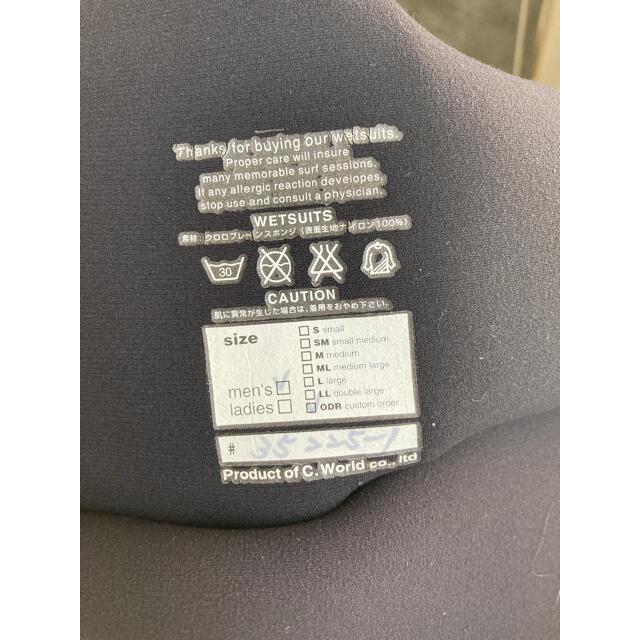 Thanks for buying our wetsuits.
Proper care will insure
many memorable surf sessions.
If any allergic reaction developes,
stop use and consult a physician.
WETSUITS
素材:クロロプレーンスポンジ(表面生地ナイロン100%)
30
CAUTION
肌に異常が生じた場合は、着用をおやめ下さい。
size
S small
SM small medium
M medium
ML medium large
L large
LL double large
ODR custom order
men's
ladies
#
Product of C. World co., ltd